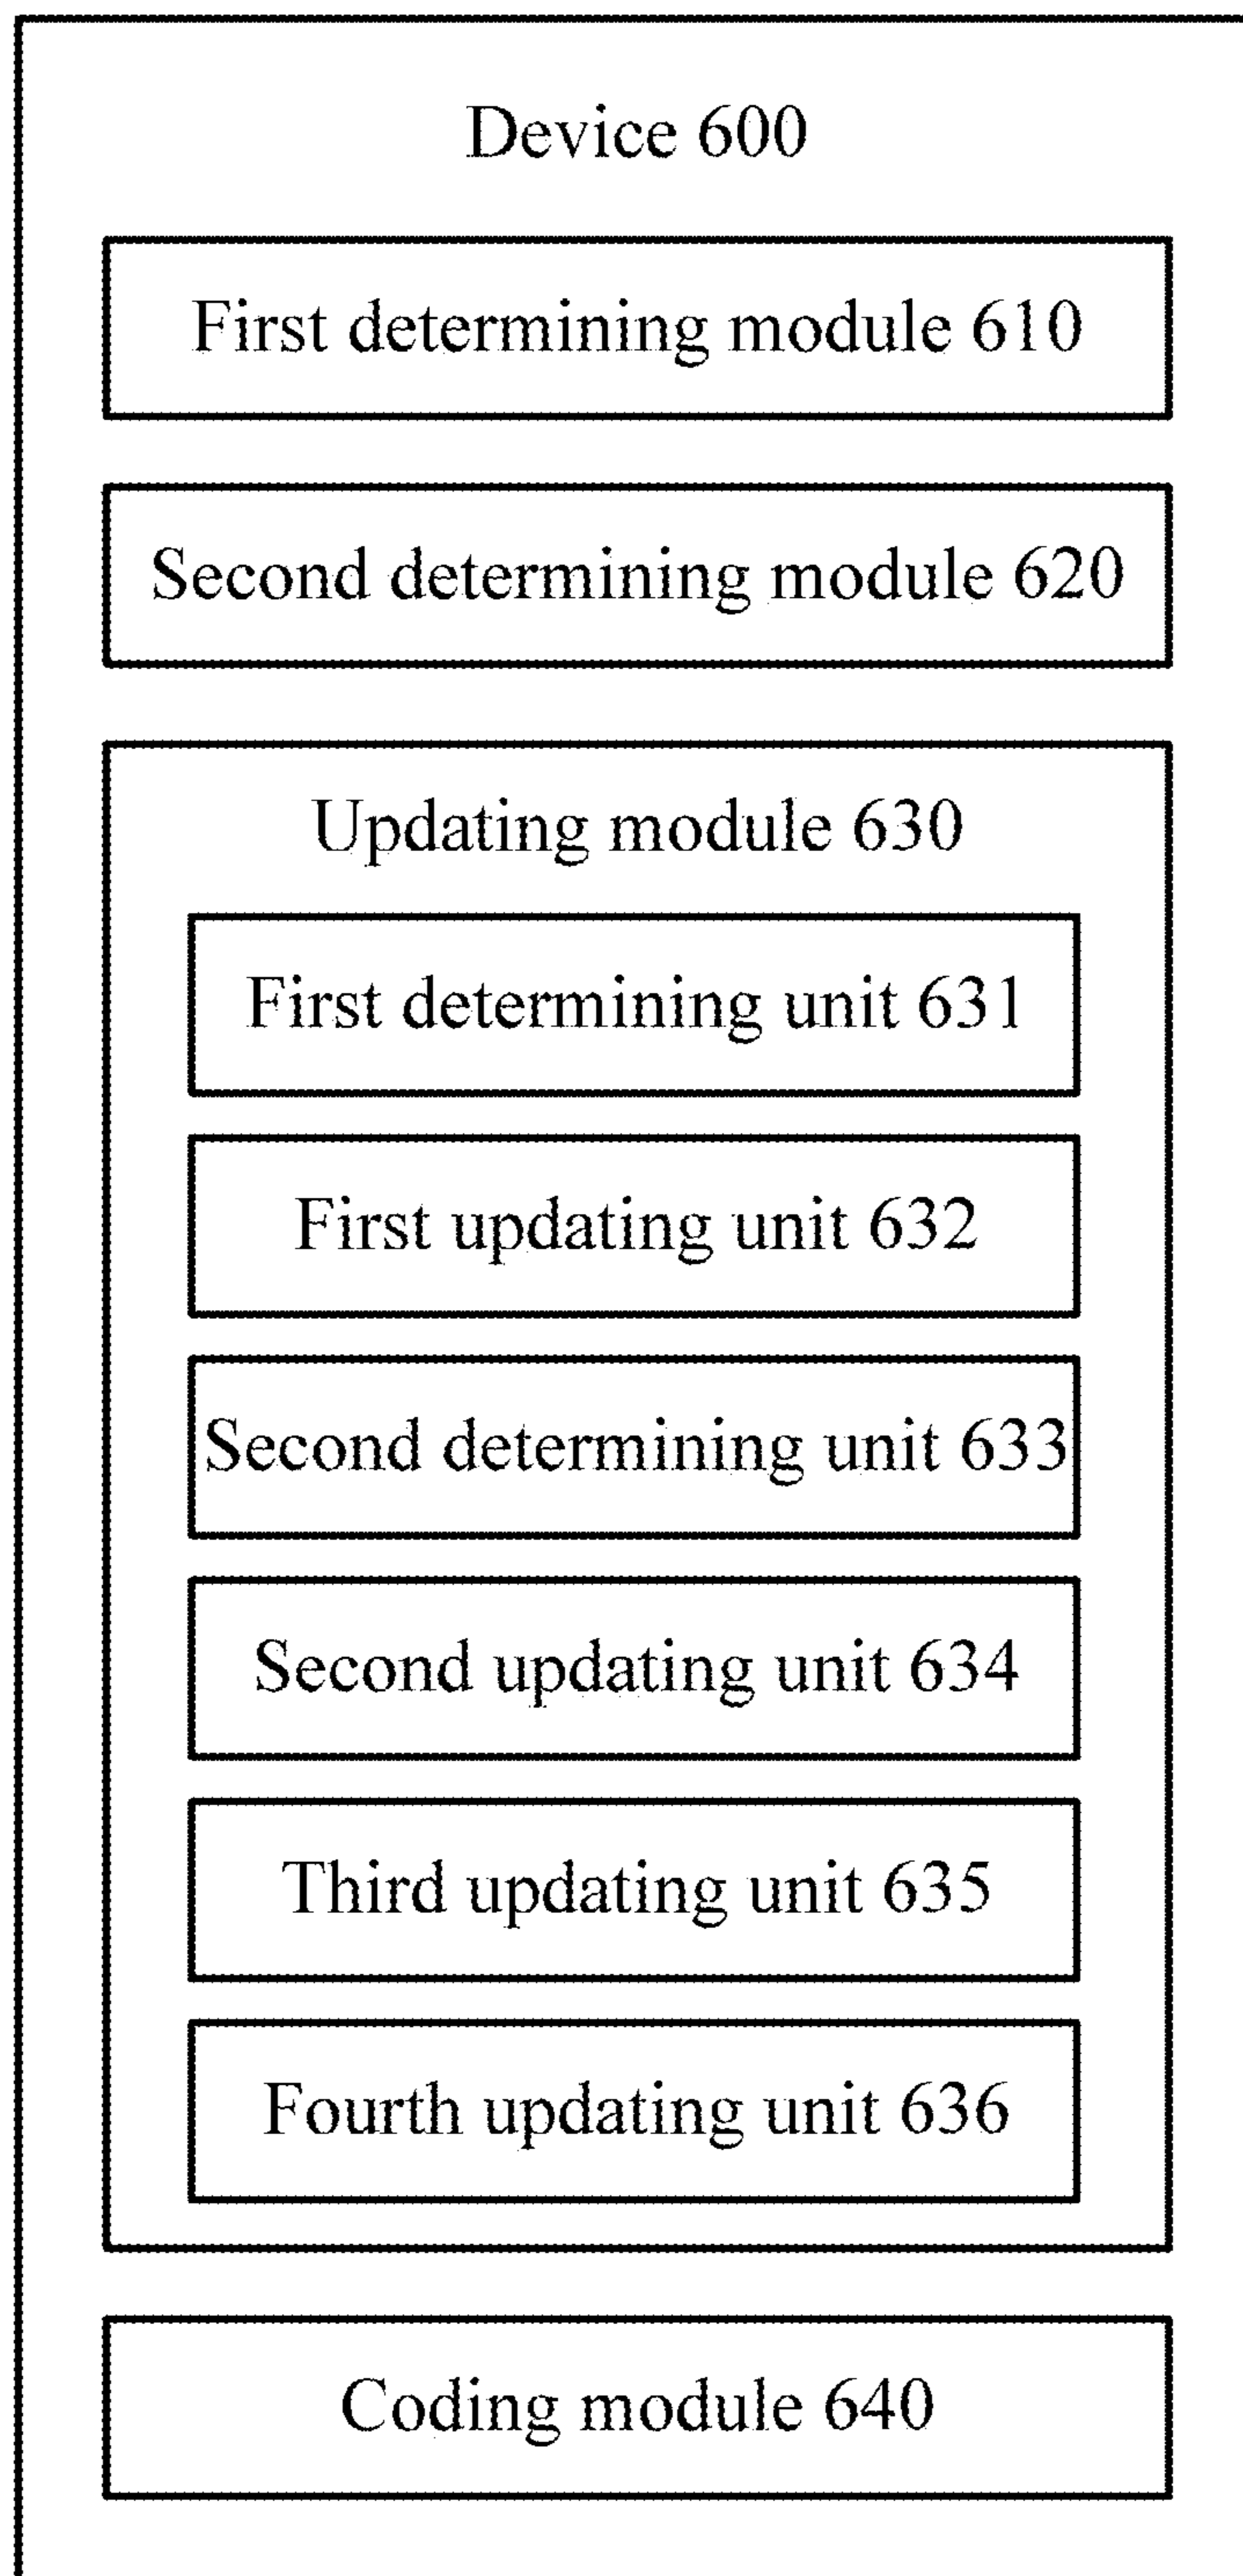 Device 600
First determining module 610
Second determining module 620
Updating module 630
First determining unit 631
First updating unit 632
Second determining unit 633
Second updating unit 634
Third updating unit 635
Fourth updating unit 636
Coding module 640